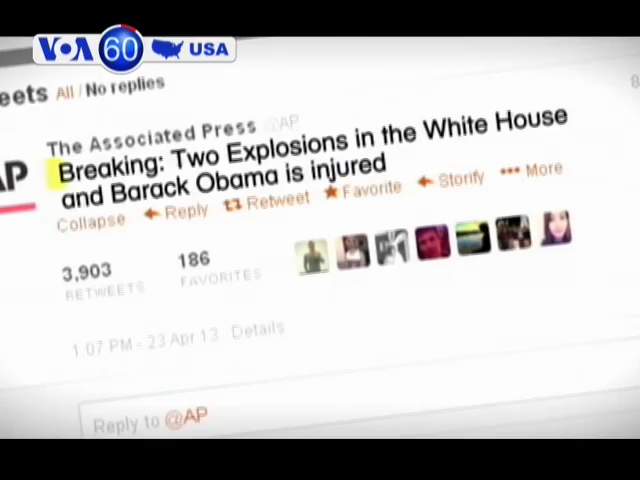 VOA 60 USA
eets All / No replies
8
The Associated Press @AP
AP
Breaking: Two Explosions in the White House
and Barack Obama is injured
Collapse Reply Retweet Favorite Storify More
3,903 186
RETWEETS FAVORITES
1:07 PM - 23 Apr 13 Details
Reply to @AP